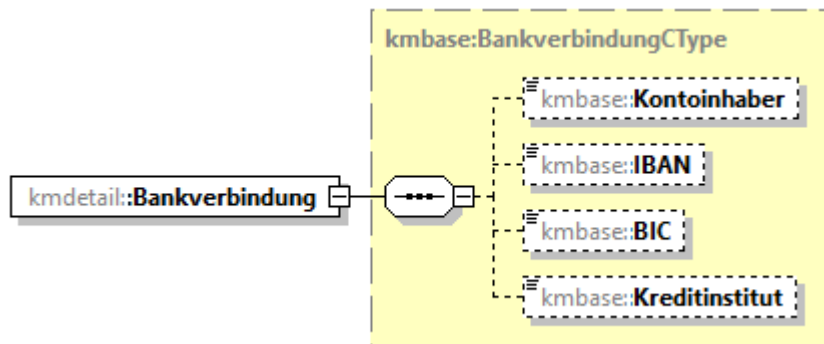 kmbase:BankverbindungCType
kmbase::Kontoinhaber
kmbase::IBAN
kmdetail::Bankverbindung
kmbase::BIC
kmbase::Kreditinstitut